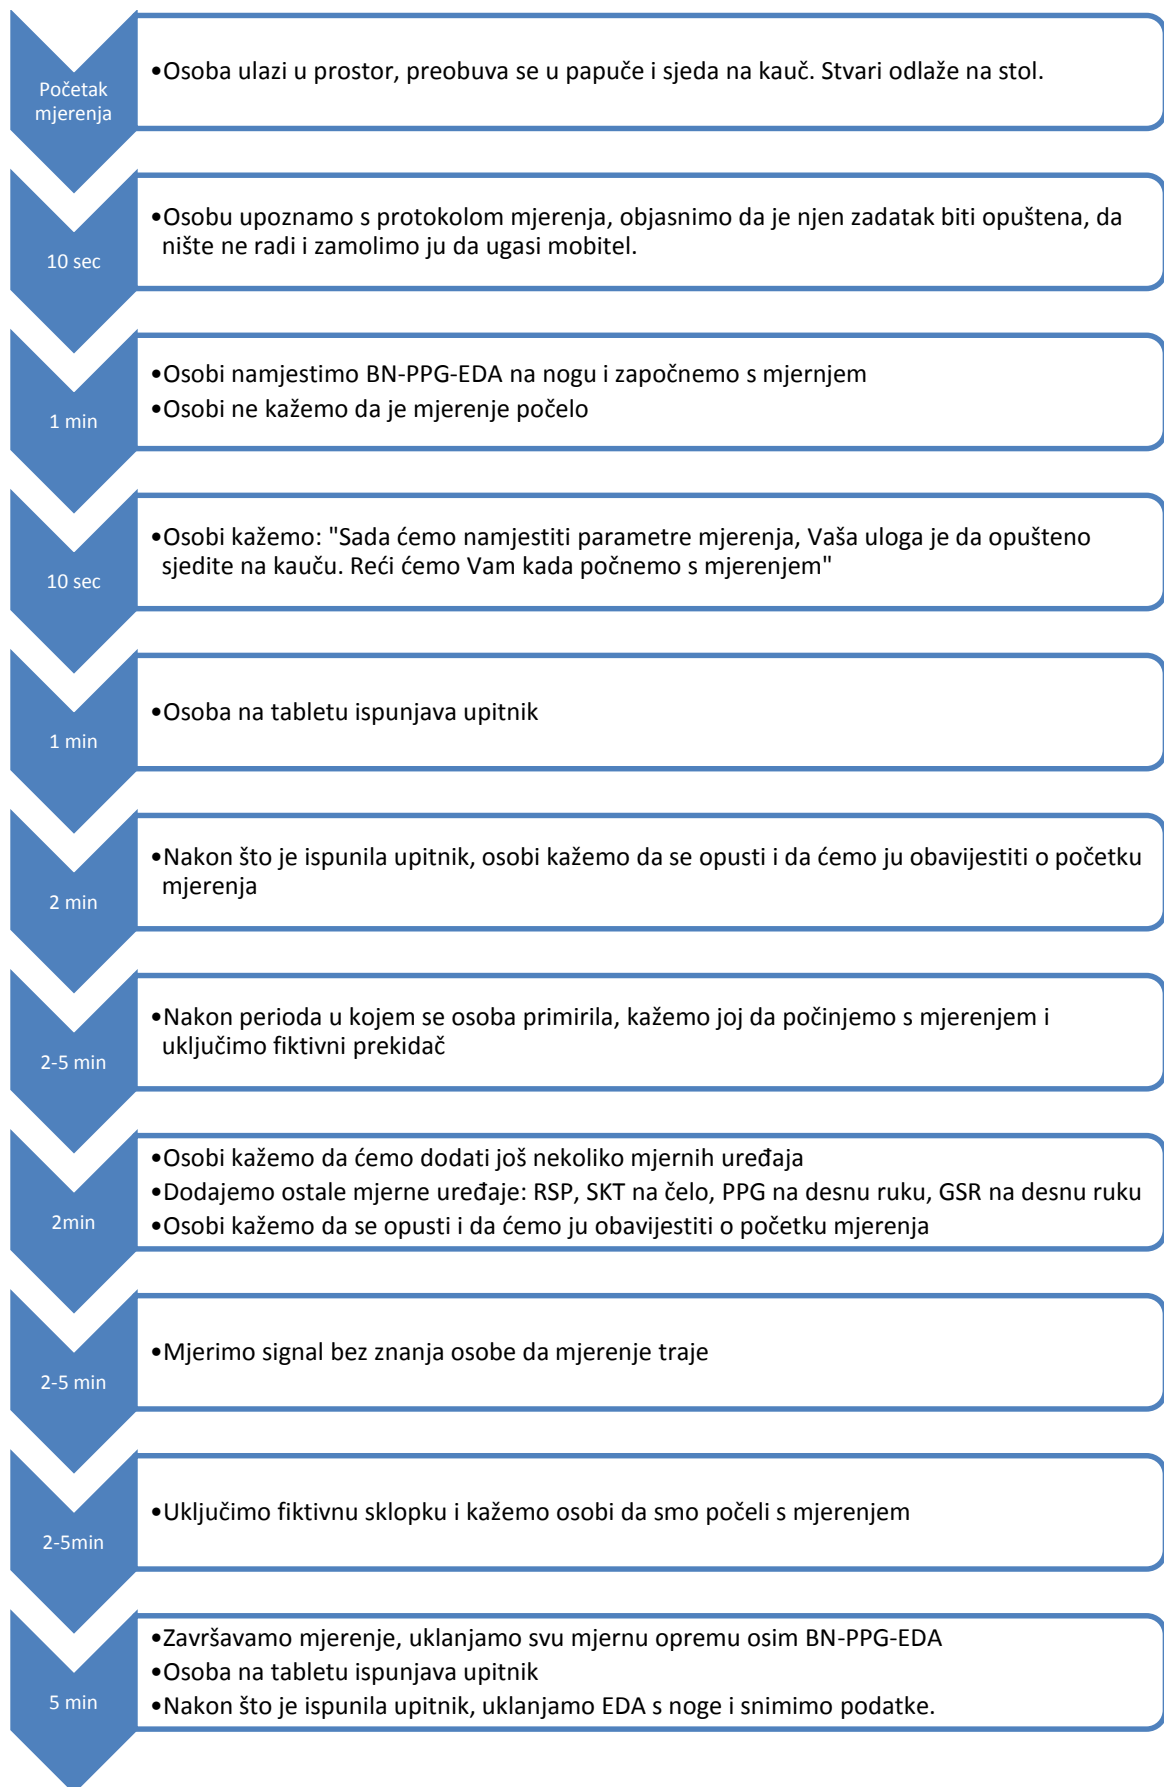 Početak
mjerenja
•Osoba ulazi u prostor, preobuva se u papuče i sjeda na kauč. Stvari odlaže na stol.
10 sec
•Osobu upoznamo s protokolom mjerenja, objasnimo da je njen zadatak biti opuštena, da
nište ne radi i zamolimo ju da ugasi mobitel.
1 min
•Osobi namjestimo BN-PPG-EDA na nogu i započnemo s mjernjem
•Osobi ne kažemo da je mjerenje počelo
10 sec
•Osobi kažemo: "Sada ćemo namjestiti parametre mjerenja, Vaša uloga je da opušteno
sjedite na kauču. Reći ćemo Vam kada počnemo s mjerenjem"
1 min
•Osoba na tabletu ispunjava upitnik
2 min
•Nakon što je ispunila upitnik, osobi kažemo da se opusti i da ćemo ju obavijestiti o početku
mjerenja
2-5 min
•Nakon perioda u kojem se osoba primirila, kažemo joj da počinjemo s mjerenjem i
uključimo fiktivni prekidač
2min
•Osobi kažemo da ćemo dodati još nekoliko mjernih uređaja
•Dodajemo ostale mjerne uređaje: RSP, SKT na čelo, PPG na desnu ruku, GSR na desnu ruku
•Osobi kažemo da se opusti i da ćemo ju obavijestiti o početku mjerenja
2-5 min
•Mjerimo signal bez znanja osobe da mjerenje traje
2-5min
•Uključimo fiktivnu sklopku i kažemo osobi da smo počeli s mjerenjem
5 min
•Završavamo mjerenje, uklanjamo svu mjernu opremu osim BN-PPG-EDA
•Osoba na tabletu ispunjava upitnik
•Nakon što je ispunila upitnik, uklanjamo EDA s noge i snimimo podatke.